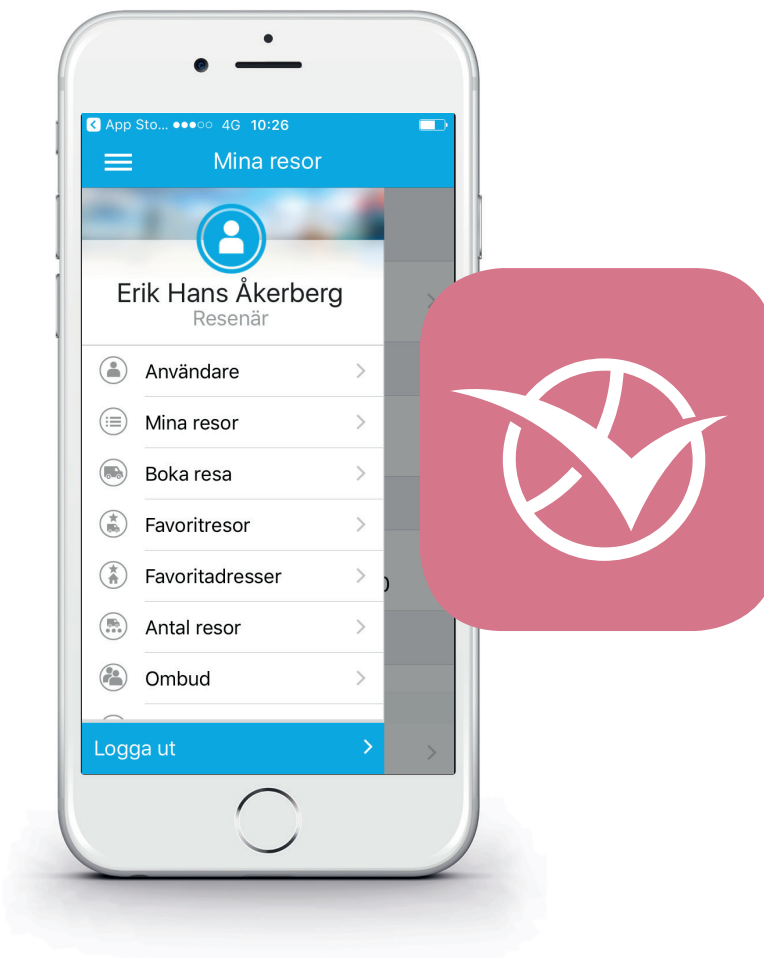 App Sto... 4G 10:26
Mina resor
Erik Hans Åkerberg
Resenär
Användare
Mina resor
Boka resa
Favoritresor
Favoritadresser
Antal resor
Ombud
Logga ut